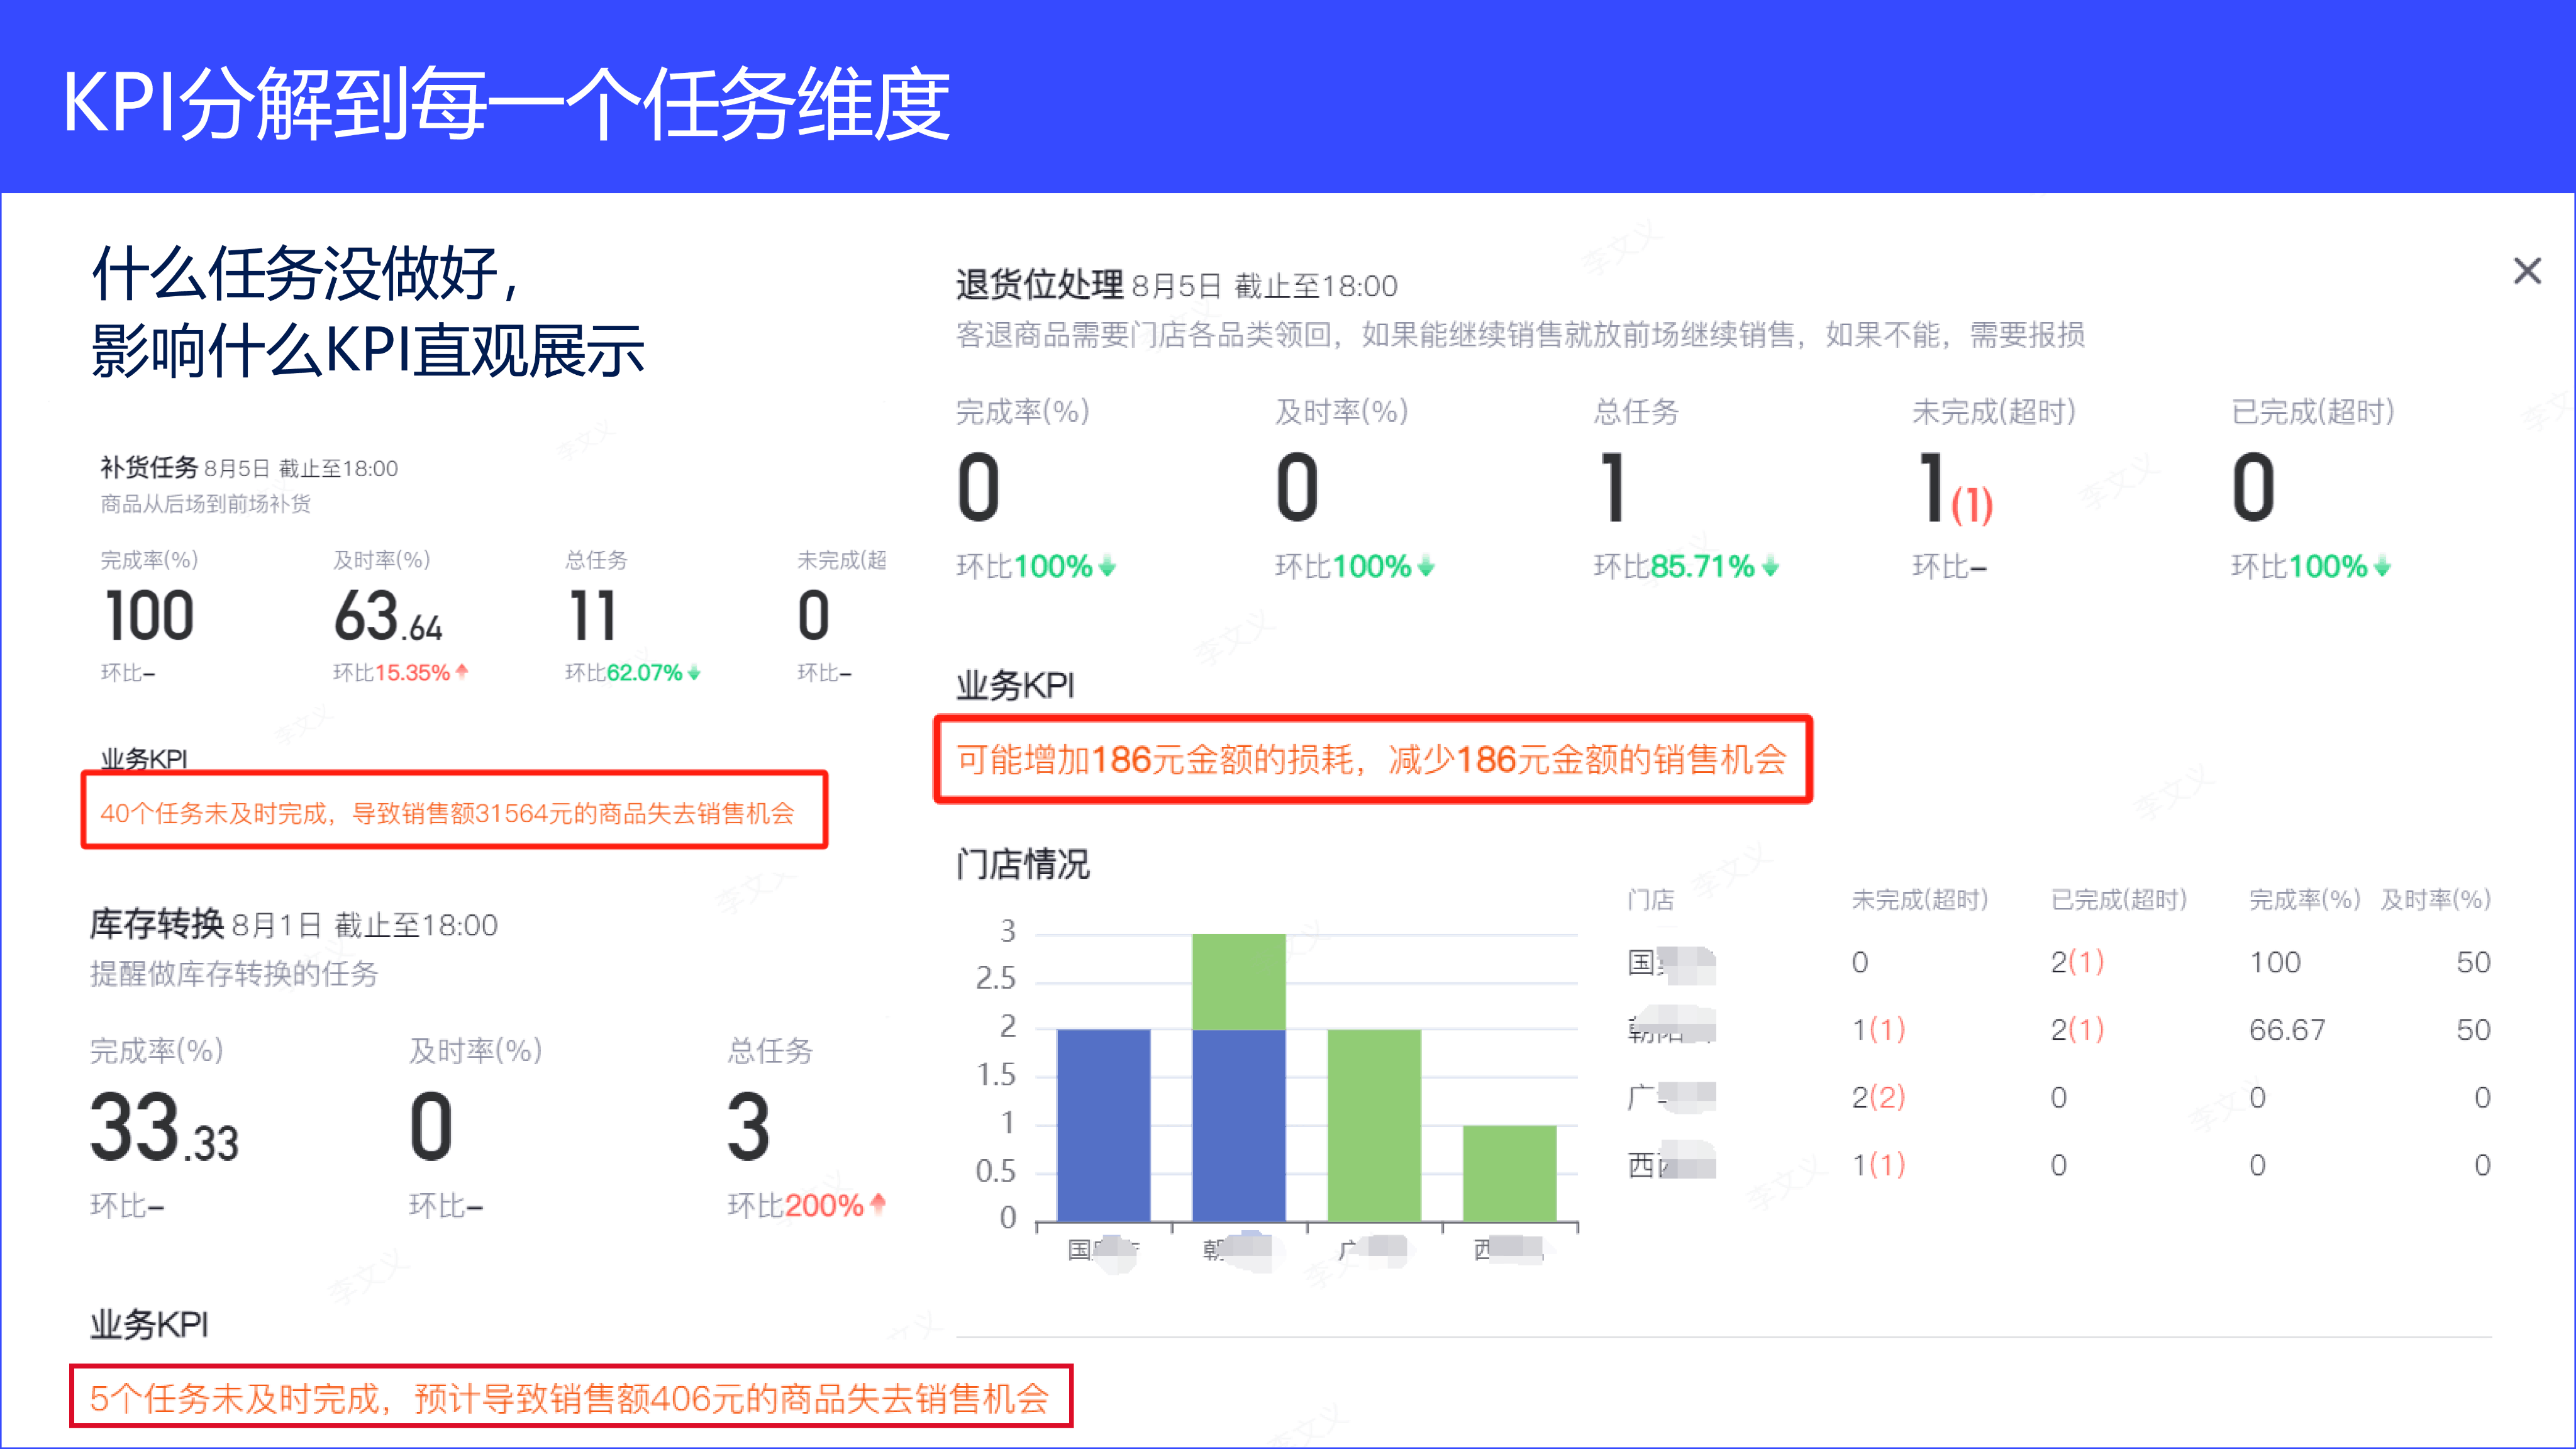 KPI分解到每一个任务维度
什么任务没做好，
影响什么KPI直观展示
补货任务 8月5日 截止至18:00
商品从后场到前场补货
完成率(%) 及时率(%) 总任务 未完成(超
100 63.64 11 0
环比– 环比15.35% 环比62.07% 环比–
业务KPI
40个任务未及时完成，导致销售额31564元的商品失去销售机会
库存转换 8月1日 截止至18:00
提醒做库存转换的任务
完成率(%) 及时率(%) 总任务
33.33 0 3
环比– 环比– 环比200%
业务KPI
5个任务未及时完成，预计导致销售额406元的商品失去销售机会
退货位处理 8月5日 截止至18:00
客退商品需要门店各品类领回，如果能继续销售就放前场继续销售，如果不能，需要报损
完成率(%) 及时率(%) 总任务 未完成(超时) 已完成(超时)
0 0 1 1(1) 0
环比100% 环比100% 环比85.71% 环比– 环比100%
业务KPI
可能增加186元金额的损耗，减少186元金额的销售机会
门店情况
3
2.5
2
1.5
1
0.5
0
国 朝 广 西
门店 未完成(超时) 已完成(超时) 完成率(%) 及时率(%)
国 0 2(1) 100 50
朝 1(1) 2(1) 66.67 50
广 2(2) 0 0 0
西 1(1) 0 0 0
李文义